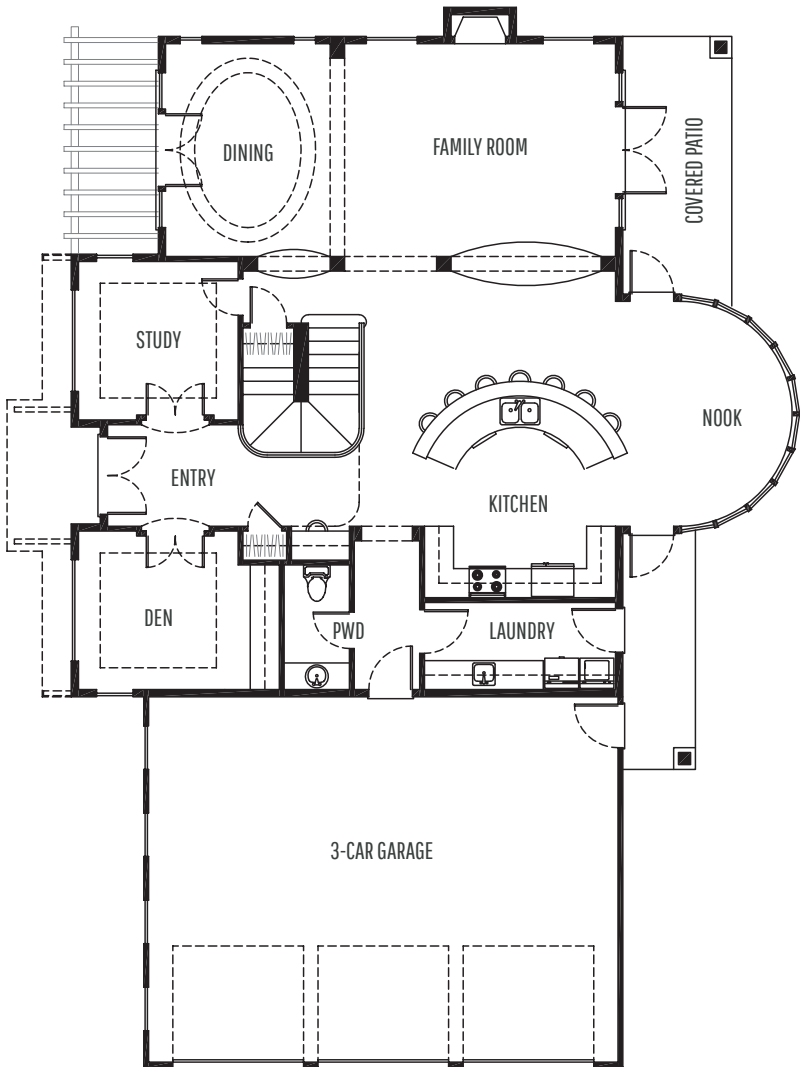 DINING
FAMILY ROOM
COVERED PATIO
STUDY
NOOK
ENTRY
KITCHEN
DEN
PWD
LAUNDRY
3-CAR GARAGE